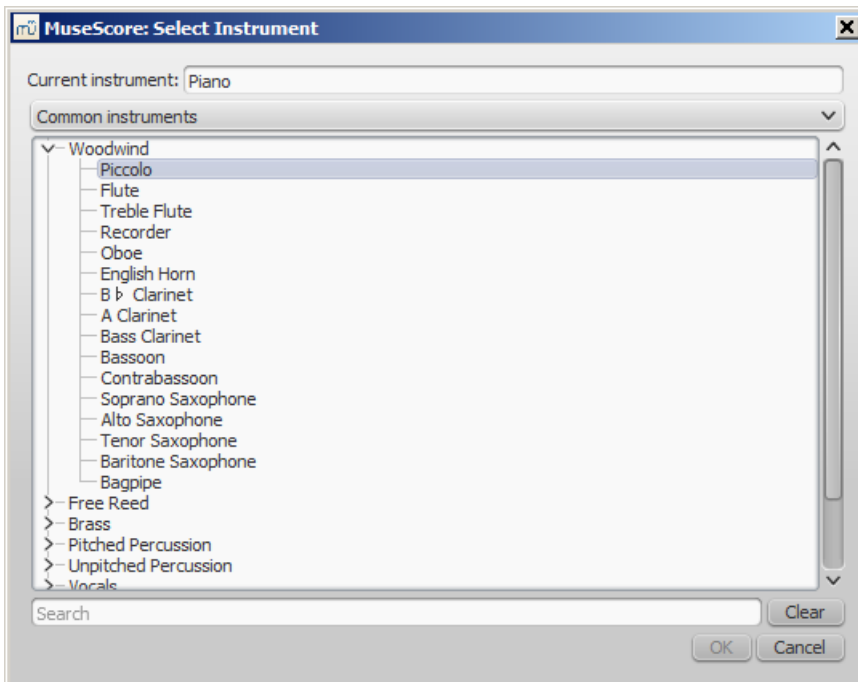 mü MuseScore: Select Instrument
Current instrument: Piano
Common instruments
Woodwind
Piccolo
Flute
Treble Flute
Recorder
Oboe
English Horn
B♭ Clarinet
A Clarinet
Bass Clarinet
Bassoon
Contrabassoon
Soprano Saxophone
Alto Saxophone
Tenor Saxophone
Baritone Saxophone
Bagpipe
Free Reed
Brass
Pitched Percussion
Unpitched Percussion
Vocals
Search Clear
OK Cancel